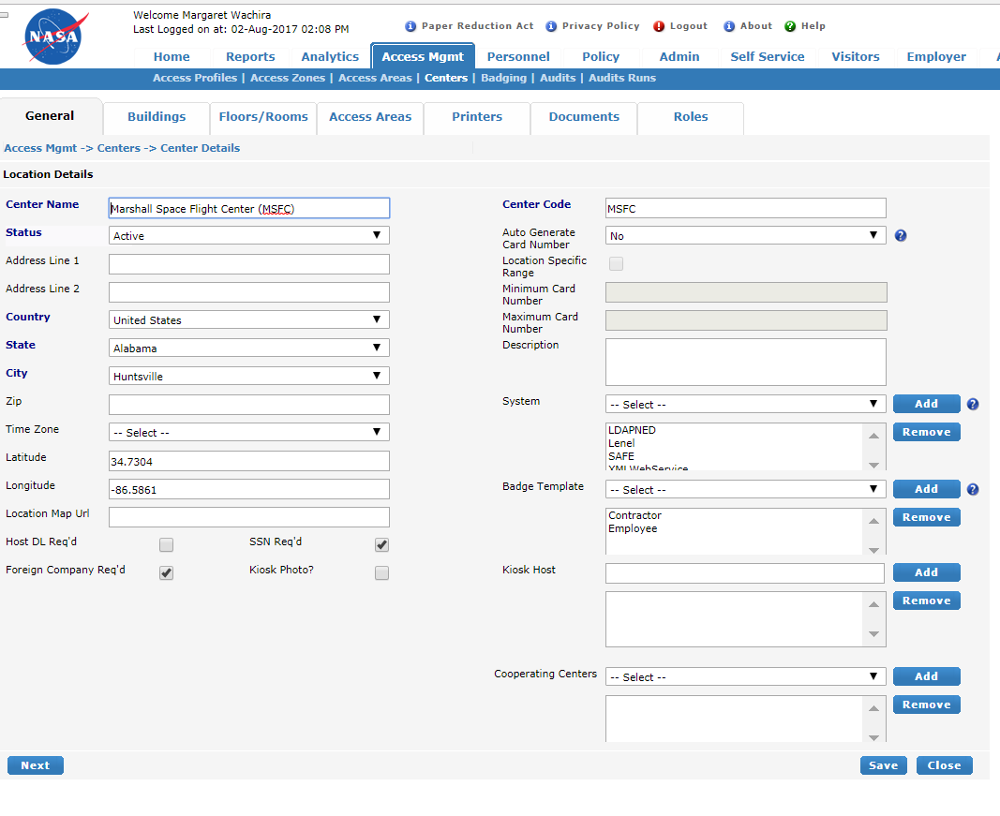 NASA
Welcome Margaret Wachira
Last Logged on at: 02-Aug-2017 02:08 PM
Paper Reduction Act Privacy Policy Logout About Help
Home Reports Analytics Access Mgmt Personnel Policy Admin Self Service Visitors Employer
Access Profiles | Access Zones | Access Areas | Centers | Badging | Audits | Audits Runs
General Buildings Floors/Rooms Access Areas Printers Documents Roles
Access Mgmt -> Centers -> Center Details
Location Details
Center Name Marshall Space Flight Center (MSFC)
Status Active
Address Line 1
Address Line 2
Country United States
State Alabama
City Huntsville
Zip
Time Zone -- Select --
Latitude 34.7304
Longitude -86.5861
Location Map Url
Host DL Req'd SSN Req'd
Foreign Company Req'd Kiosk Photo?
Center Code MSFC
Auto Generate
Card Number No
Location Specific
Range
Minimum Card
Number
Maximum Card
Number
Description
System -- Select -- Add
LDAPNED Remove
Lenel
SAFE
XMLWebService
Badge Template -- Select -- Add
Contractor Remove
Employee
Kiosk Host Add
Remove
Cooperating Centers -- Select -- Add
Remove
Next Save Close